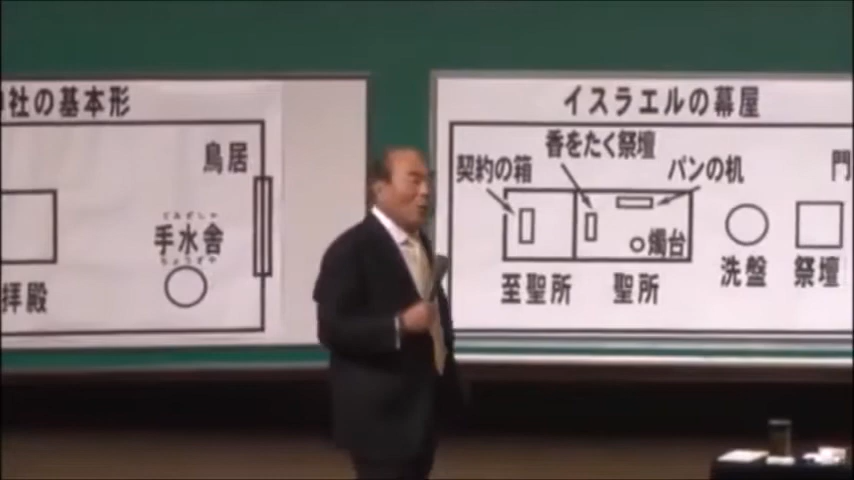 社の基本形
鳥居
手水舎
拝殿
イスラエルの幕屋
香をたく祭壇
契約の箱
パンの机
門
燭台
至聖所
聖所
洗盤
祭壇